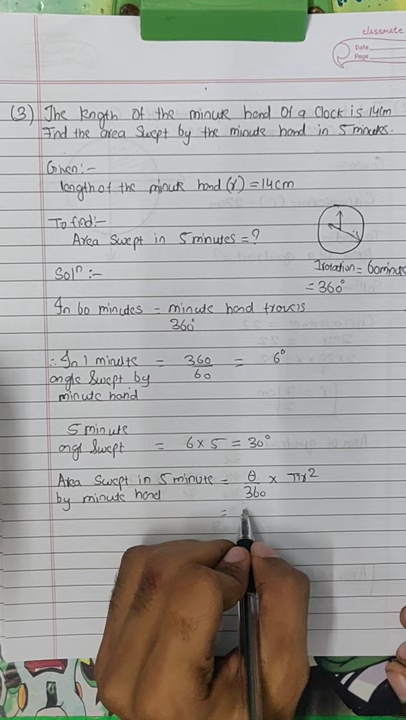 classmate
Date
Page
(3) The length of the minute hand of a clock is 14cm
Find the area swept by the minute hand in 5 minutes.
Given:-
length of the minute hand (r) = 14cm
To find:-
Area swept in 5 minutes = ?
Solⁿ :-
1 rotation = 60 minutes
= 360°
In 60 minutes = minute hand travels
360°
∴ In 1 minute = 360/60 = 6°
angle swept by
minute hand
5 minute
angle swept = 6 x 5 = 30°
Area swept in 5 minute = θ/360 x πr²
by minute hand
=